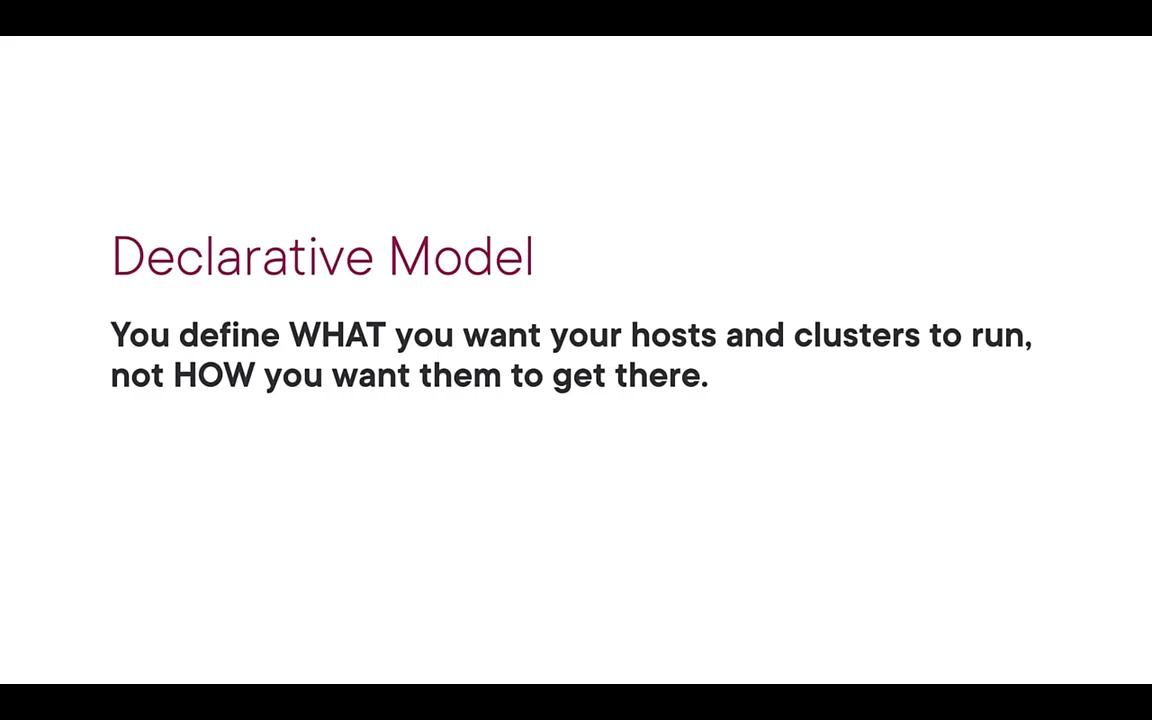 Declarative Model
You define WHAT you want your hosts and clusters to run,
not HOW you want them to get there.